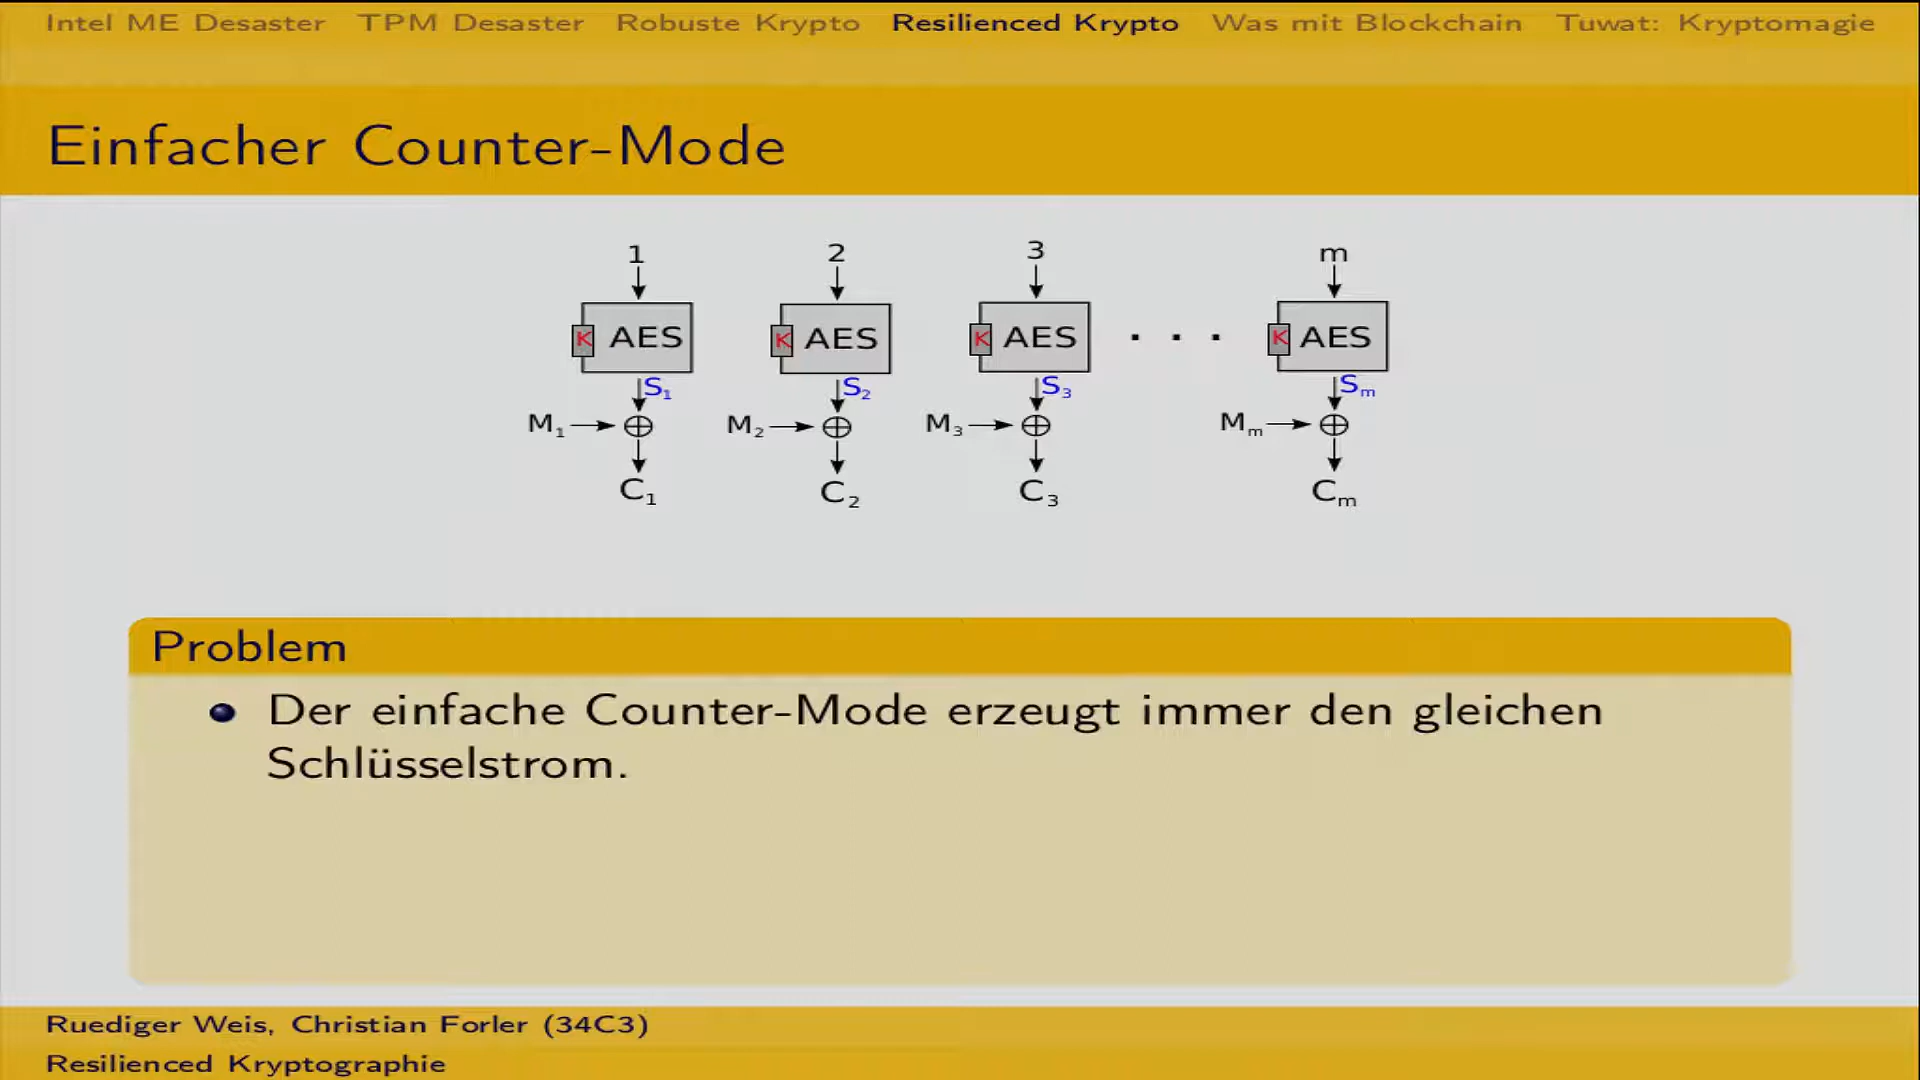 Intel ME Desaster TPM Desaster Robuste Krypto Resilienced Krypto Was mit Blockchain Tuwat: Kryptomagie
Einfacher Counter-Mode
1 2 3 m
K AES K AES K AES . . . K AES
S₁ S₂ S₃ Sₘ
M₁ M₂ M₃ Mₘ
C₁ C₂ C₃ Cₘ
Problem
Der einfache Counter-Mode erzeugt immer den gleichen
Schlüsselstrom.
Ruediger Weis, Christian Forler (34C3)
Resilienced Kryptographie